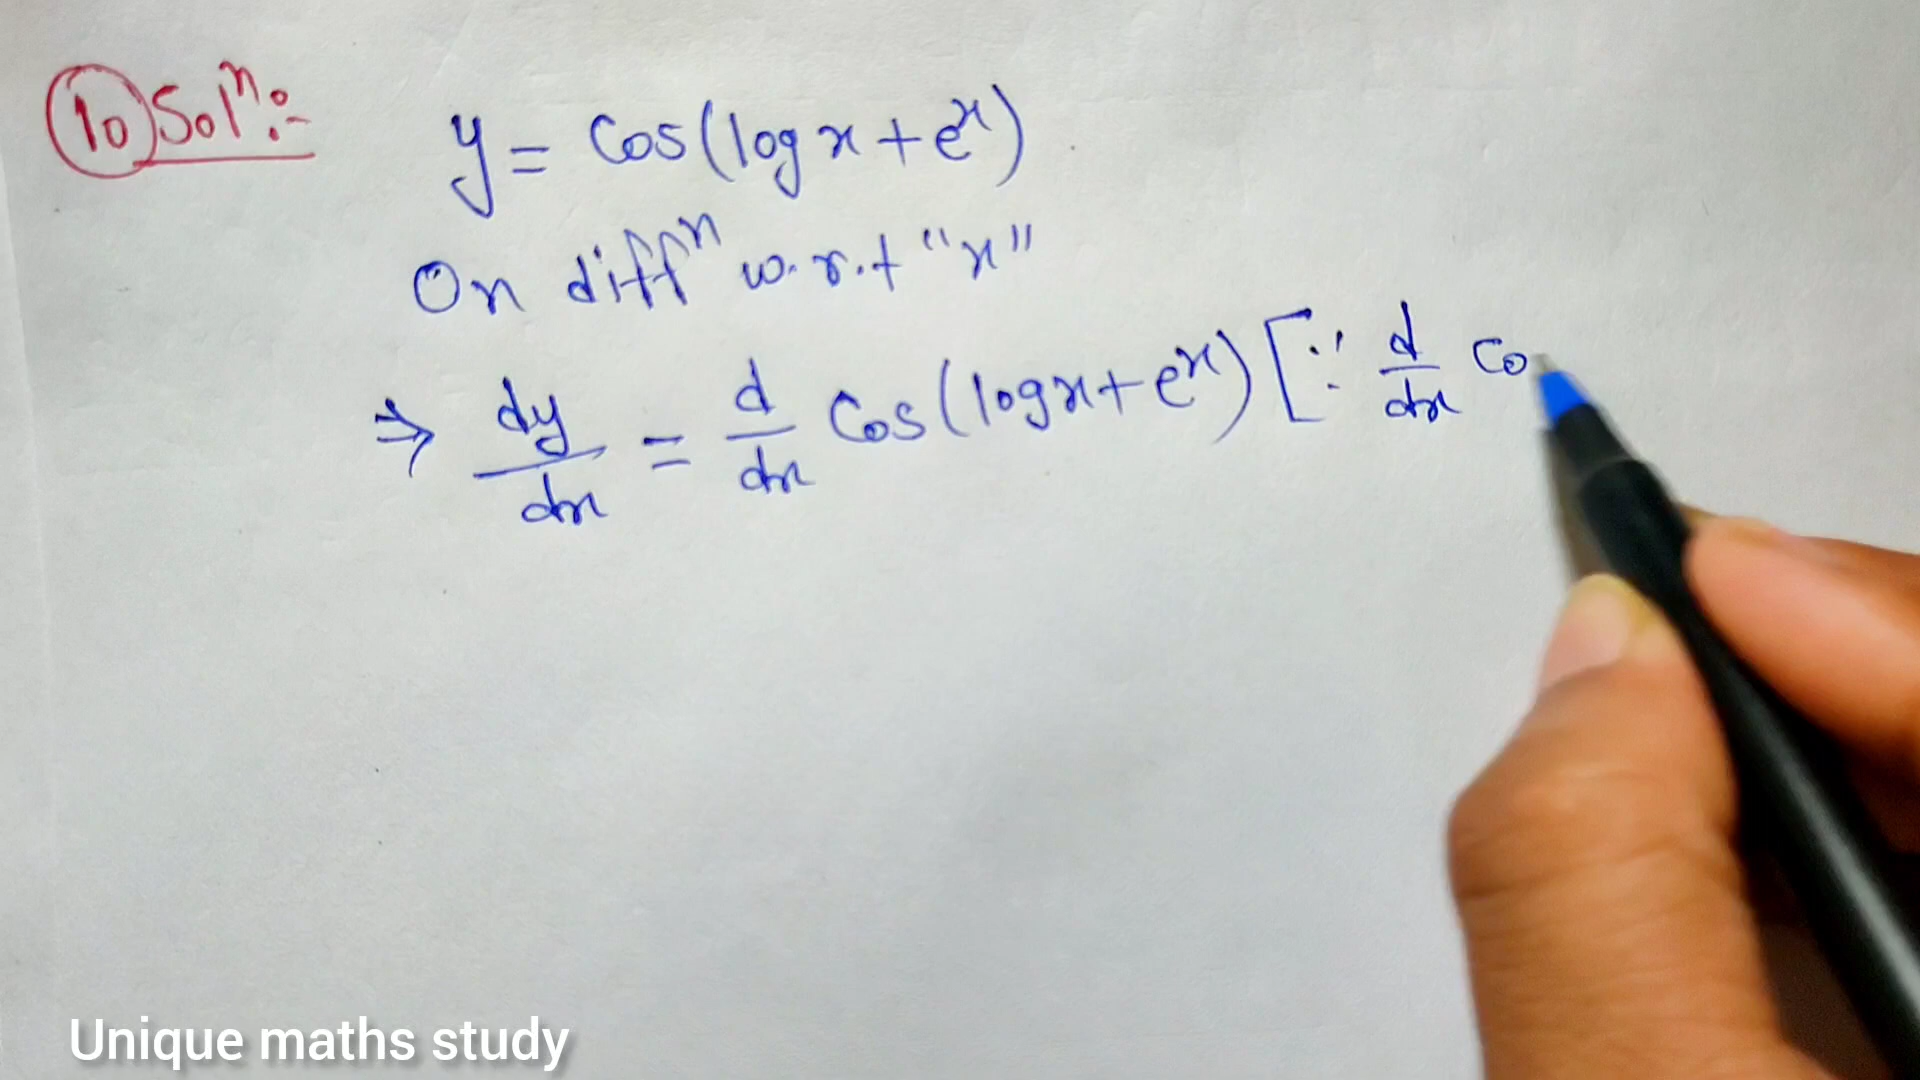 10 Solⁿ:-
y = Cos(log x + eˣ)
On diffⁿ w.r.t "x"
⇒ dy/dx = d/dx Cos(log x + eˣ) [∵ d/dx Co
Unique maths study